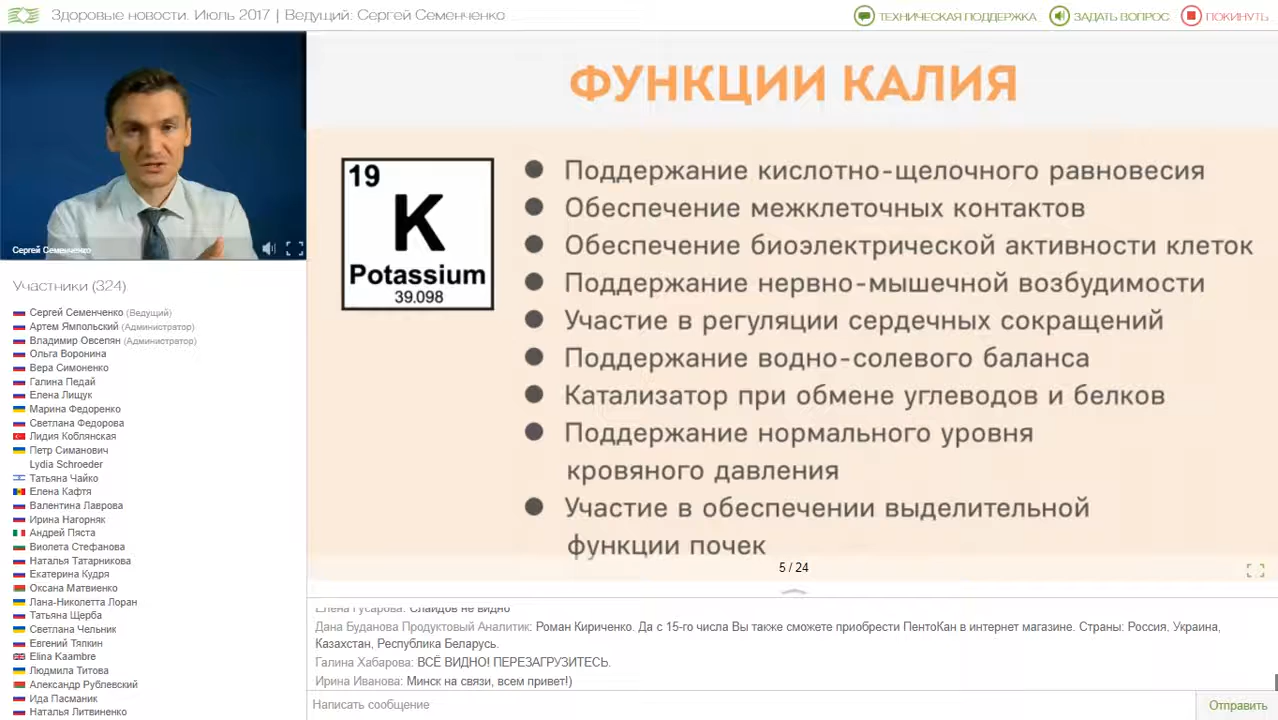 Здоровые новости. Июль 2017 | Ведущий: Сергей Семенченко
ТЕХНИЧЕСКАЯ ПОДДЕРЖКА
ЗАДАТЬ ВОПРОС
ПОКИНУТЬ
Сергей Семенченко
Участники (324)
Сергей Семенченко (Ведущий)
Артем Ямпольский (Администратор)
Владимир Овсепян (Администратор)
Ольга Воронина
Вера Симоненко
Галина Педай
Елена Лищук
Марина Федоренко
Светлана Федорова
Лидия Коблянская
Петр Симанович
Lydia Schroeder
Татьяна Чайко
Елена Кафтя
Валентина Лаврова
Ирина Нагорняк
Андрей Пяста
Виолета Стефанова
Наталья Татарникова
Екатерина Кудря
Оксана Матвиенко
Лана-Николетта Лоран
Татьяна Щерба
Светлана Чельник
Евгений Тяпкин
Elina Kaambre
Людмила Титова
Александр Рублевский
Ида Пасманик
Наталья Литвиненко
ФУНКЦИИ КАЛИЯ
19
K
Potassium
39.098
● Поддержание кислотно-щелочного равновесия
● Обеспечение межклеточных контактов
● Обеспечение биоэлектрической активности клеток
● Поддержание нервно-мышечной возбудимости
● Участие в регуляции сердечных сокращений
● Поддержание водно-солевого баланса
● Катализатор при обмене углеводов и белков
● Поддержание нормального уровня
кровяного давления
● Участие в обеспечении выделительной
функции почек
5 / 24
Елена Гусарова: Слайдов не видно
Дана Буданова Продуктовый Аналитик: Роман Кириченко. Да с 15-го числа Вы также сможете приобрести ПентоКан в интернет магазине. Страны: Россия, Украина,
Казахстан, Республика Беларусь.
Галина Хабарова: ВСЁ ВИДНО! ПЕРЕЗАГРУЗИТЕСЬ.
Ирина Иванова: Минск на связи, всем привет!)
Написать сообщение
Отправить